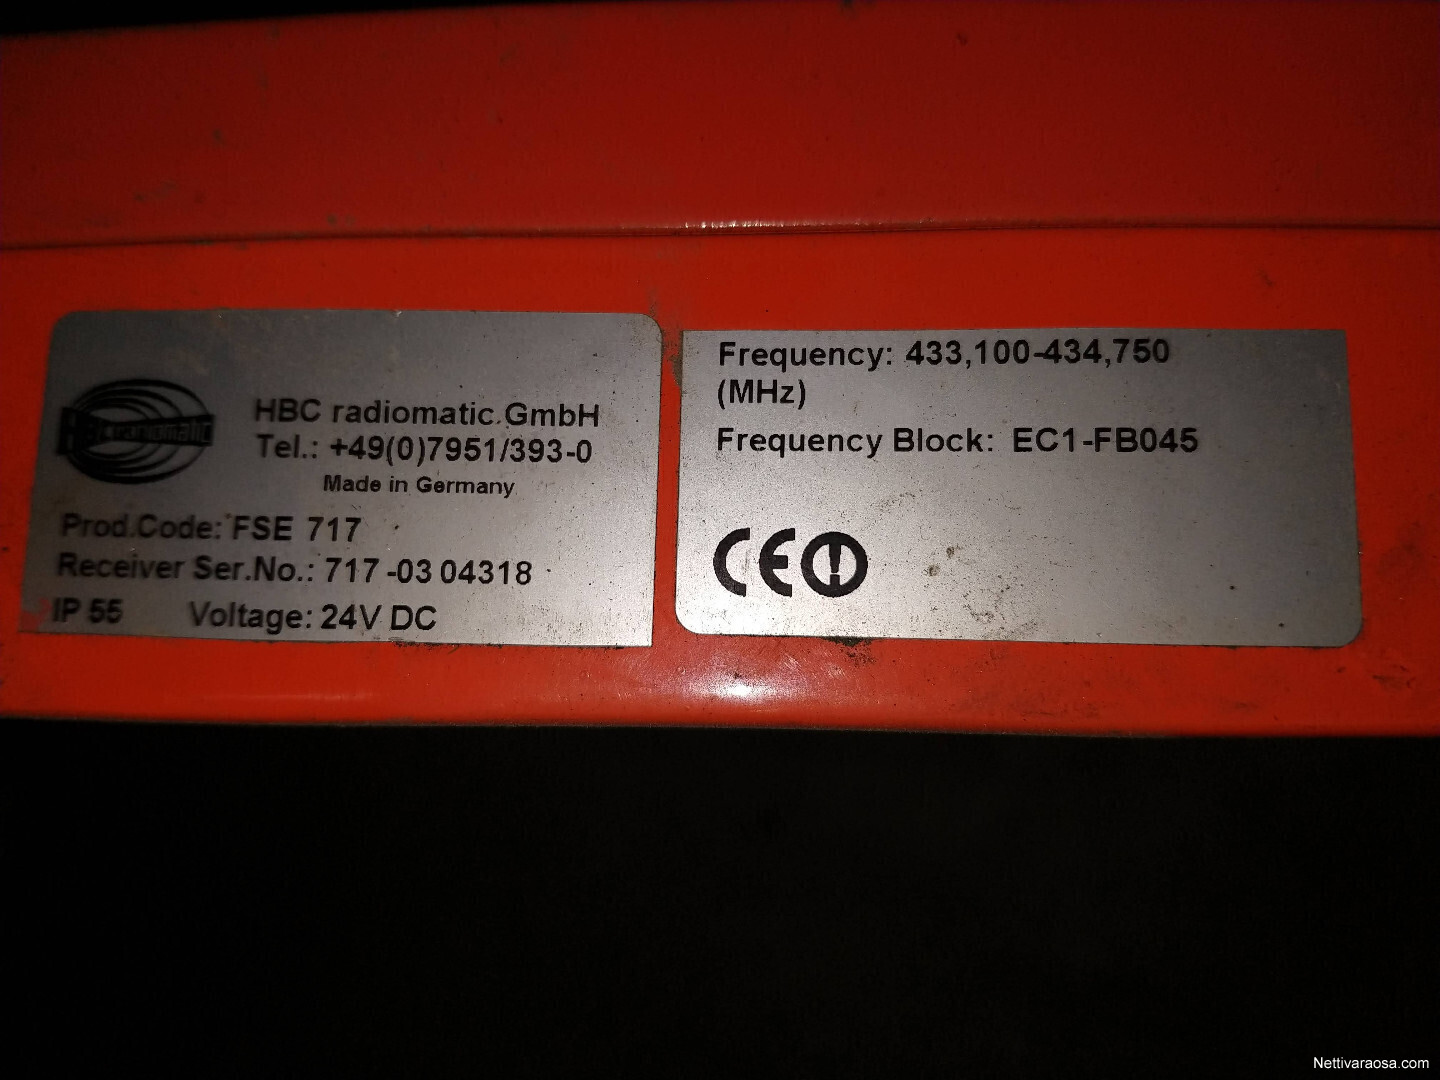 HBC radiomatic GmbH
Tel.: +49(0)7951/393-0
Made in Germany
Prod.Code: FSE 717
Receiver Ser.No.: 717-03 04318
IP 55 Voltage: 24V DC
Frequency: 433,100-434,750
(MHz)
Frequency Block: EC1-FB045
CE
Nettivaraosa.com